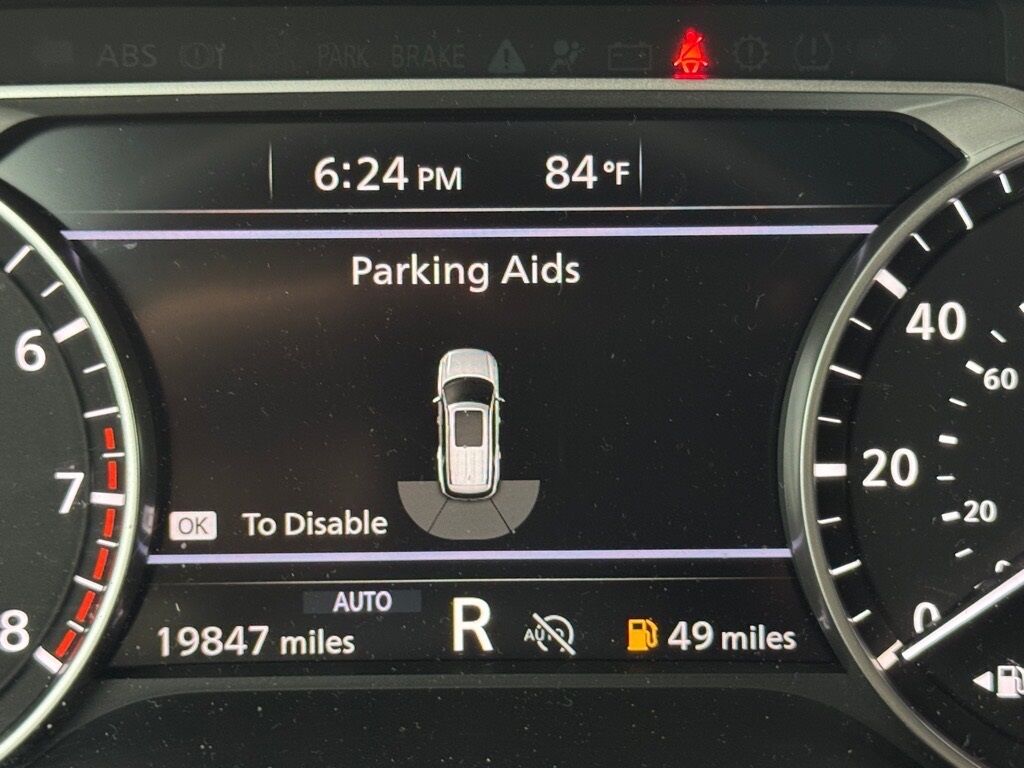 ABS PARK BRAKE
6:24 PM 84°F
Parking Aids
40
6
60
20
7
20
OK To Disable
AUTO
0
8
19847 miles R AUTO 49 miles